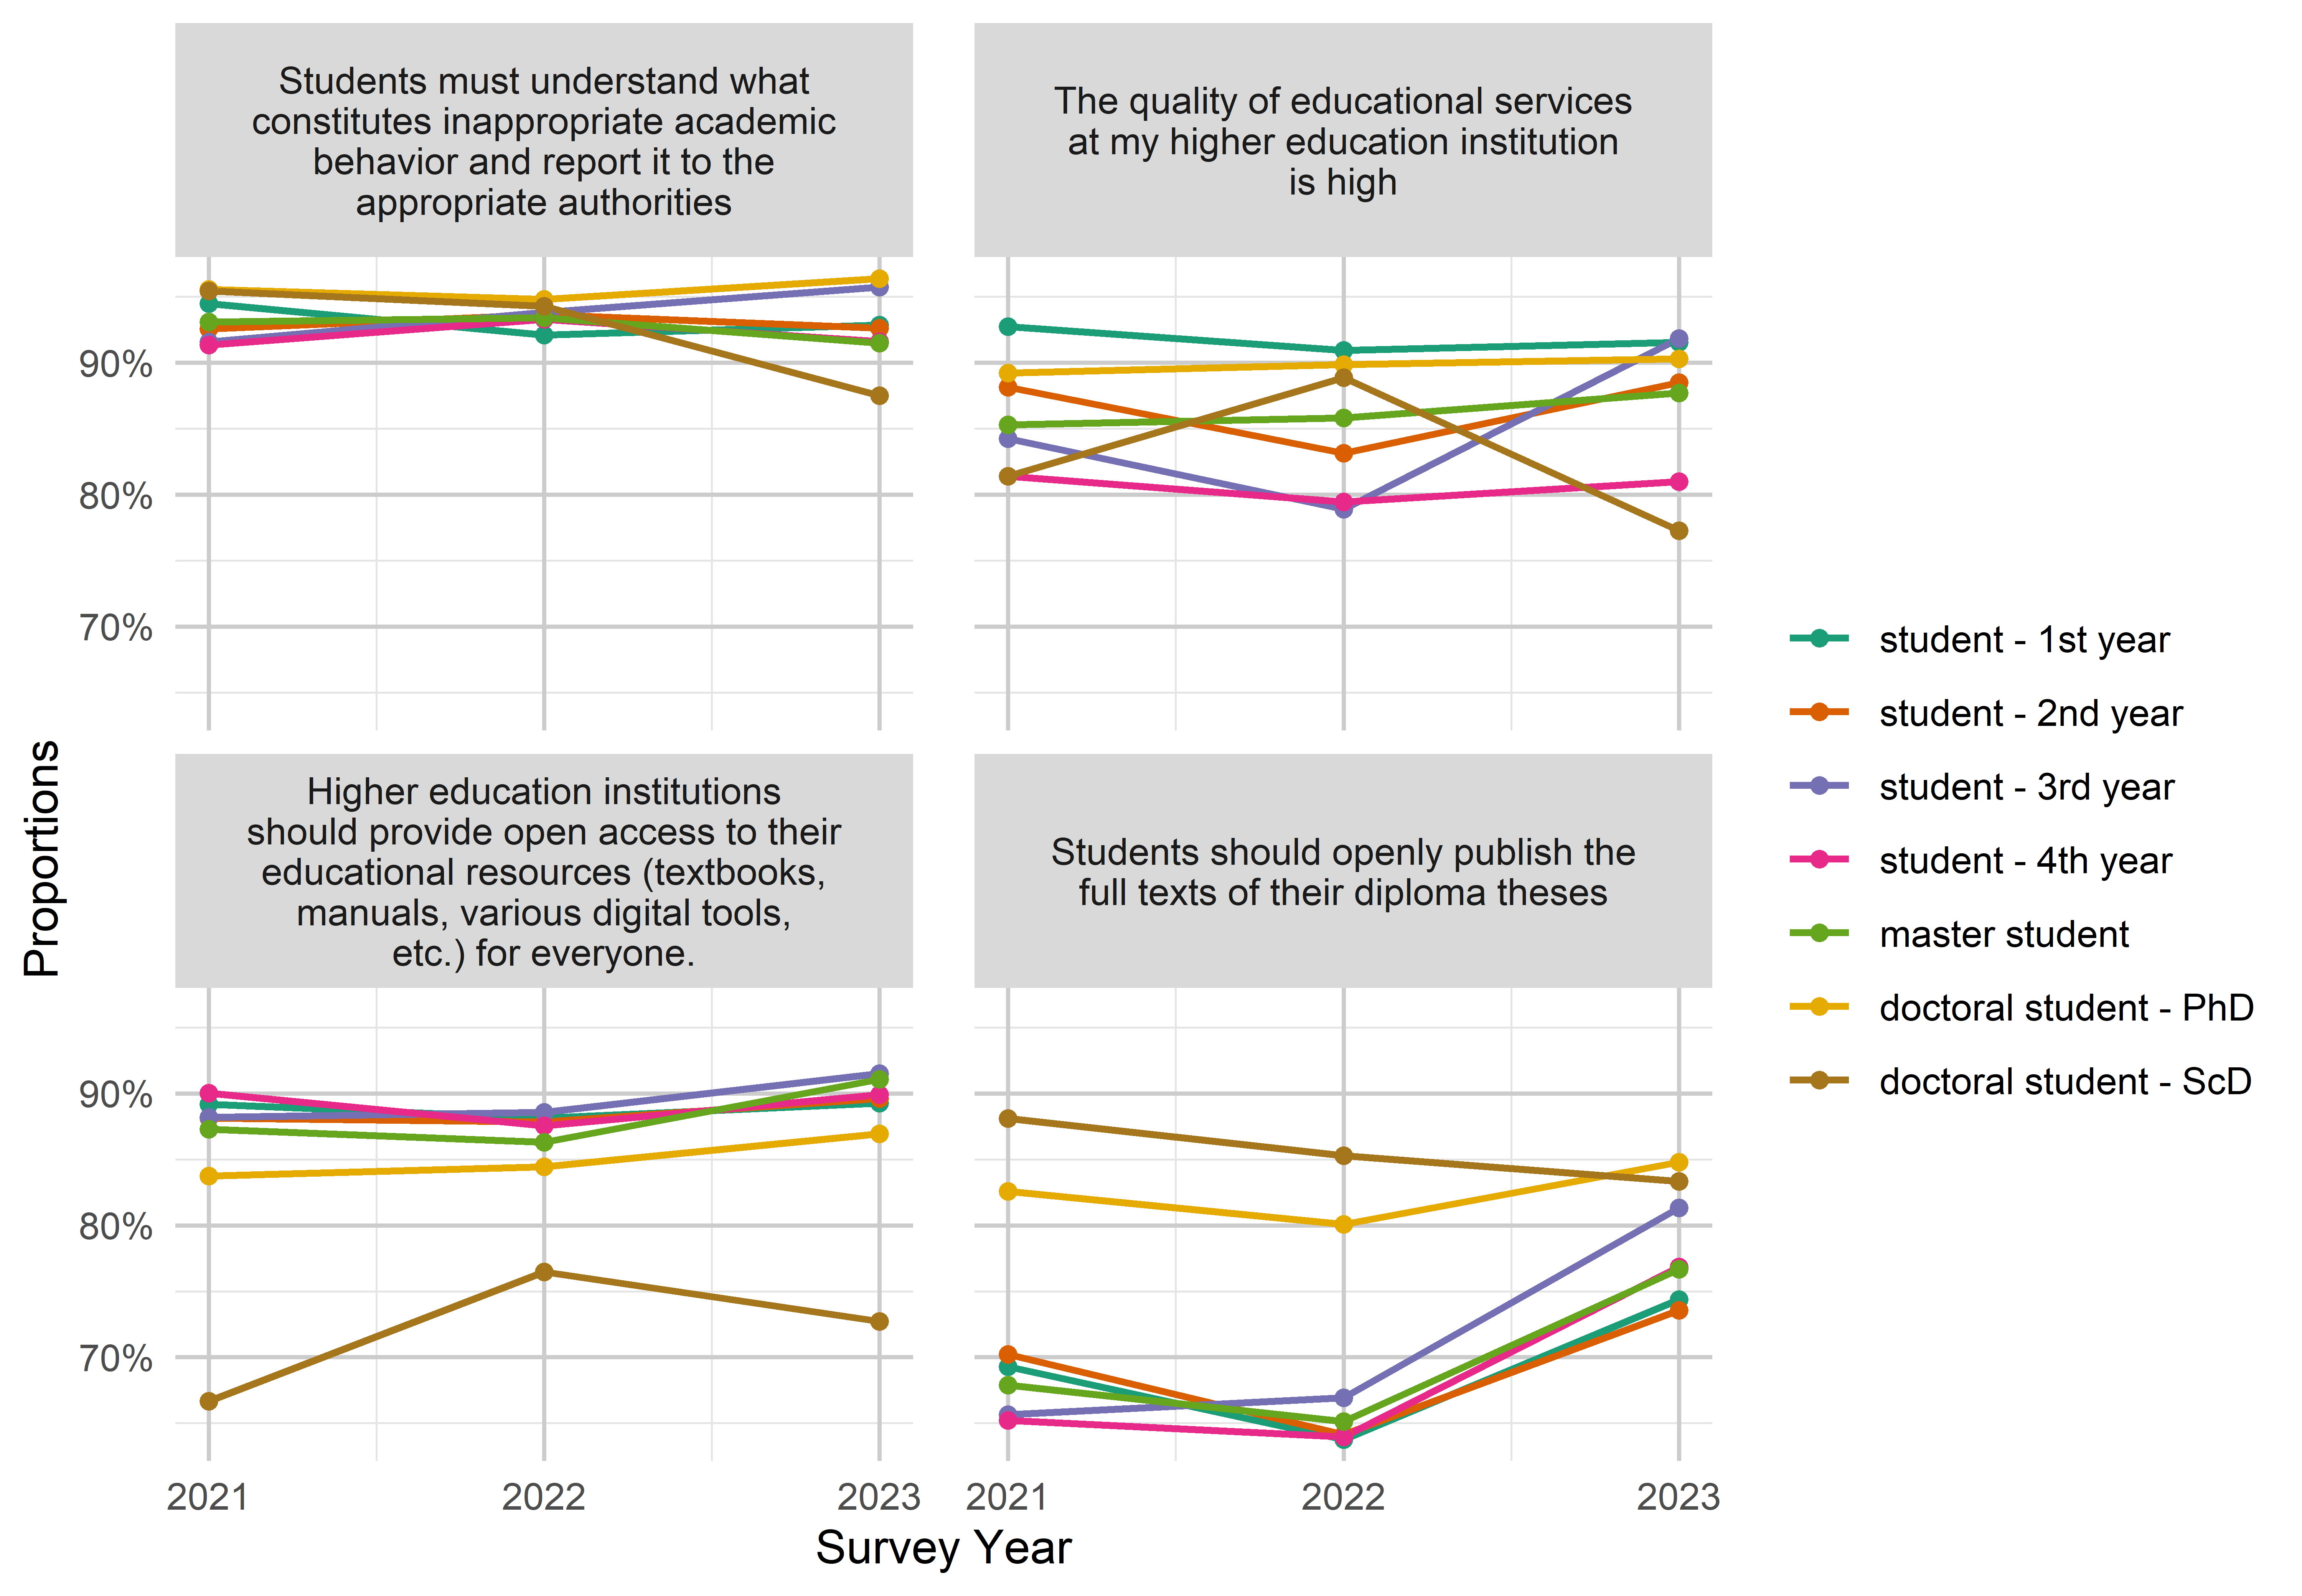 Students must understand what
constitutes inappropriate academic
behavior and report it to the
appropriate authorities
The quality of educational services
at my higher education institution
is high
90%
80%
70%
Higher education institutions
should provide open access to their
educational resources (textbooks,
manuals, various digital tools,
etc.) for everyone.
Students should openly publish the
full texts of their diploma theses
90%
80%
70%
2021
2022
2023
2021
2022
2023
Survey Year
Proportions
student - 1st year
student - 2nd year
student - 3rd year
student - 4th year
master student
doctoral student - PhD
doctoral student - ScD